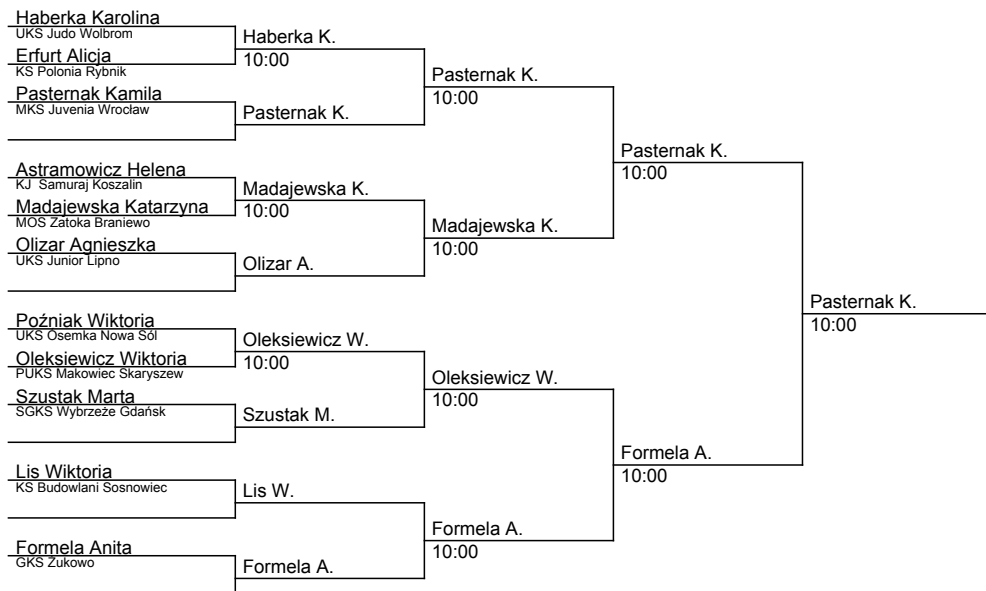 Haberka Karolina
UKS Judo Wolbrom
Haberka K.
10:00
Erfurt Alicja
KS Polonia Rybnik
Pasternak K.
10:00
Pasternak Kamila
MKS Juvenia Wrocław
Pasternak K.
Pasternak K.
10:00
Astramowicz Helena
KJ Samuraj Koszalin
Madajewska K.
10:00
Madajewska Katarzyna
MOS Zatoka Braniewo
Madajewska K.
10:00
Olizar Agnieszka
UKS Junior Lipno
Olizar A.
Pasternak K.
10:00
Poźniak Wiktoria
UKS Osemka Nowa Sól
Oleksiewicz W.
10:00
Oleksiewicz Wiktoria
PUKS Makowiec Skaryszew
Oleksiewicz W.
10:00
Szustak Marta
SGKS Wybrzeże Gdańsk
Szustak M.
Formela A.
10:00
Lis Wiktoria
KS Budowlani Sosnowiec
Lis W.
Formela A.
10:00
Formela Anita
GKS Żukowo
Formela A.